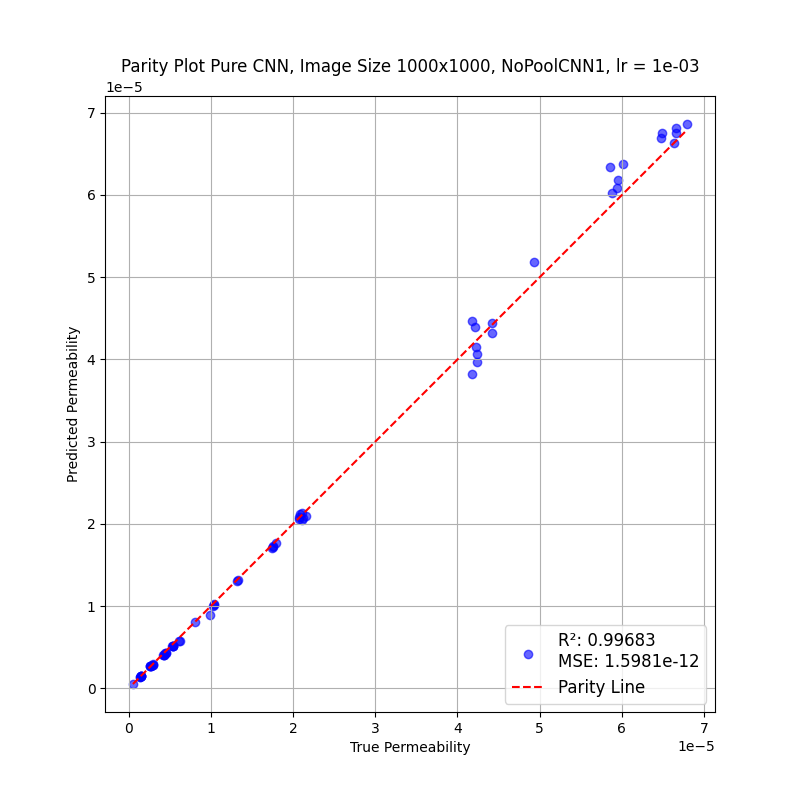 Parity Plot Pure CNN, Image Size 1000x1000, NoPoolCNN1, lr = 1e-03
1e−5
7
6
5
4
3
2
1
0
Predicted Permeability
R²: 0.99683
MSE: 1.5981e-12
Parity Line
0 1 2 3 4 5 6 7
1e−5
True Permeability